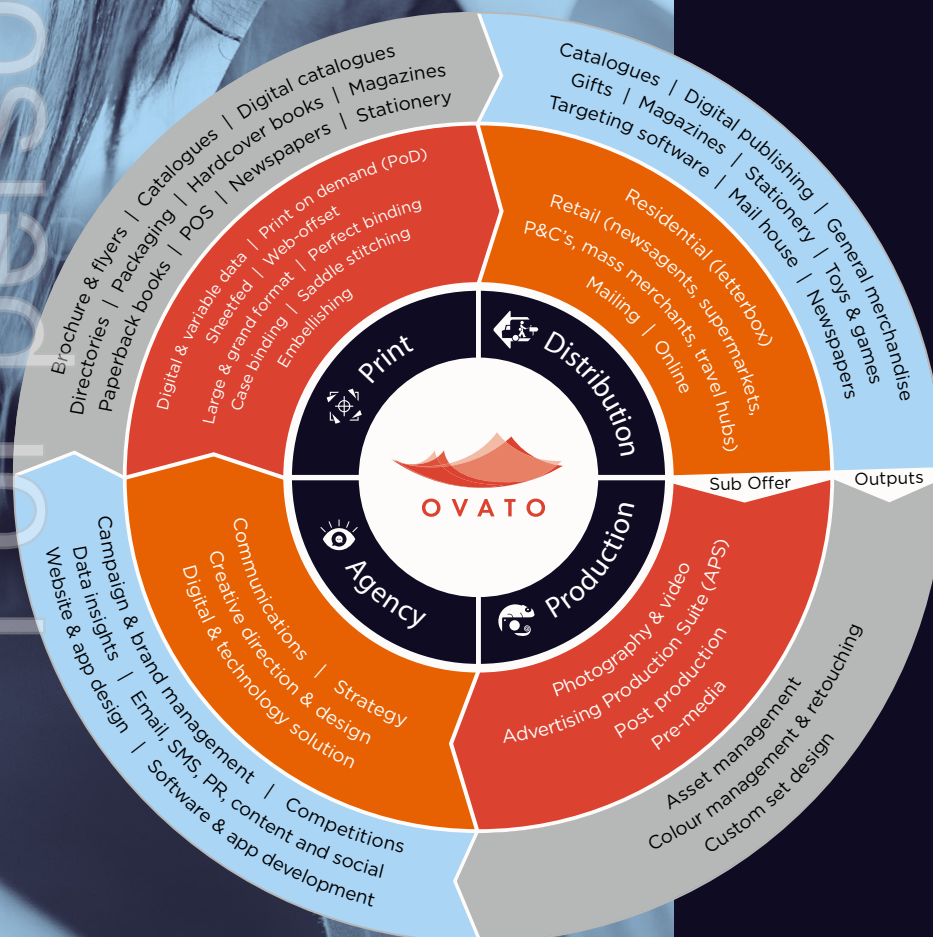 Brochure & flyers | Catalogues | Digital catalogues
Directories | Packaging | Hardcover books | Magazines
Paperback books | POS | Newspapers | Stationery
Digital & variable data | Print on demand (PoD)
Sheetfed | Web-offset
Large & grand format | Perfect binding
Case binding | Saddle stitching
Embellishing
Print
Catalogues | Digital publishing | General merchandise
Gifts | Magazines | Stationery | Toys & games
Targeting software | Mail house | Newspapers
Residential (letterbox)
Retail (newsagents, supermarkets,
P&C's, mass merchants, travel hubs)
Mailing | Online
Distribution
OVATO
Sub Offer
Outputs
Production
Photography & video
Advertising Production Suite (APS)
Post production
Pre-media
Asset management
Colour management & retouching
Custom set design
Agency
Communications | Strategy
Creative direction & design
Digital & technology solution
Campaign & brand management | Competitions
Data insights | Email, SMS, PR, content and social
Website & app design | Software & app development